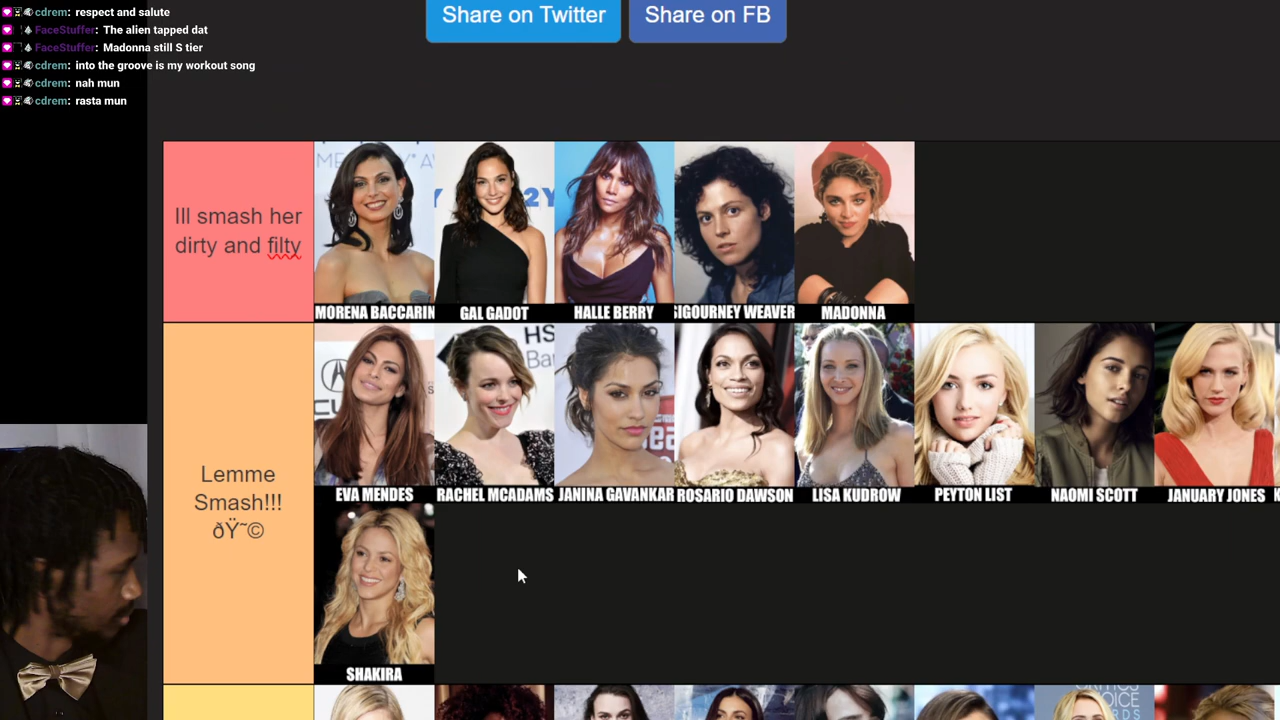 cdrem: respect and salute
FaceStuffer: The alien tapped dat
FaceStuffer: Madonna still S tier
cdrem: into the groove is my workout song
cdrem: nah mun
cdrem: rasta mun
Share on Twitter
Share on FB
Ill smash her
dirty and filty
MORENA BACCARIN
GAL GADOT
HALLE BERRY
SIGOURNEY WEAVER
MADONNA
Lemme
Smash!!!
ðŸ˜©
EVA MENDES
RACHEL MCADAMS
JANINA GAVANKAR
ROSARIO DAWSON
LISA KUDROW
PEYTON LIST
NAOMI SCOTT
JANUARY JONES
SHAKIRA